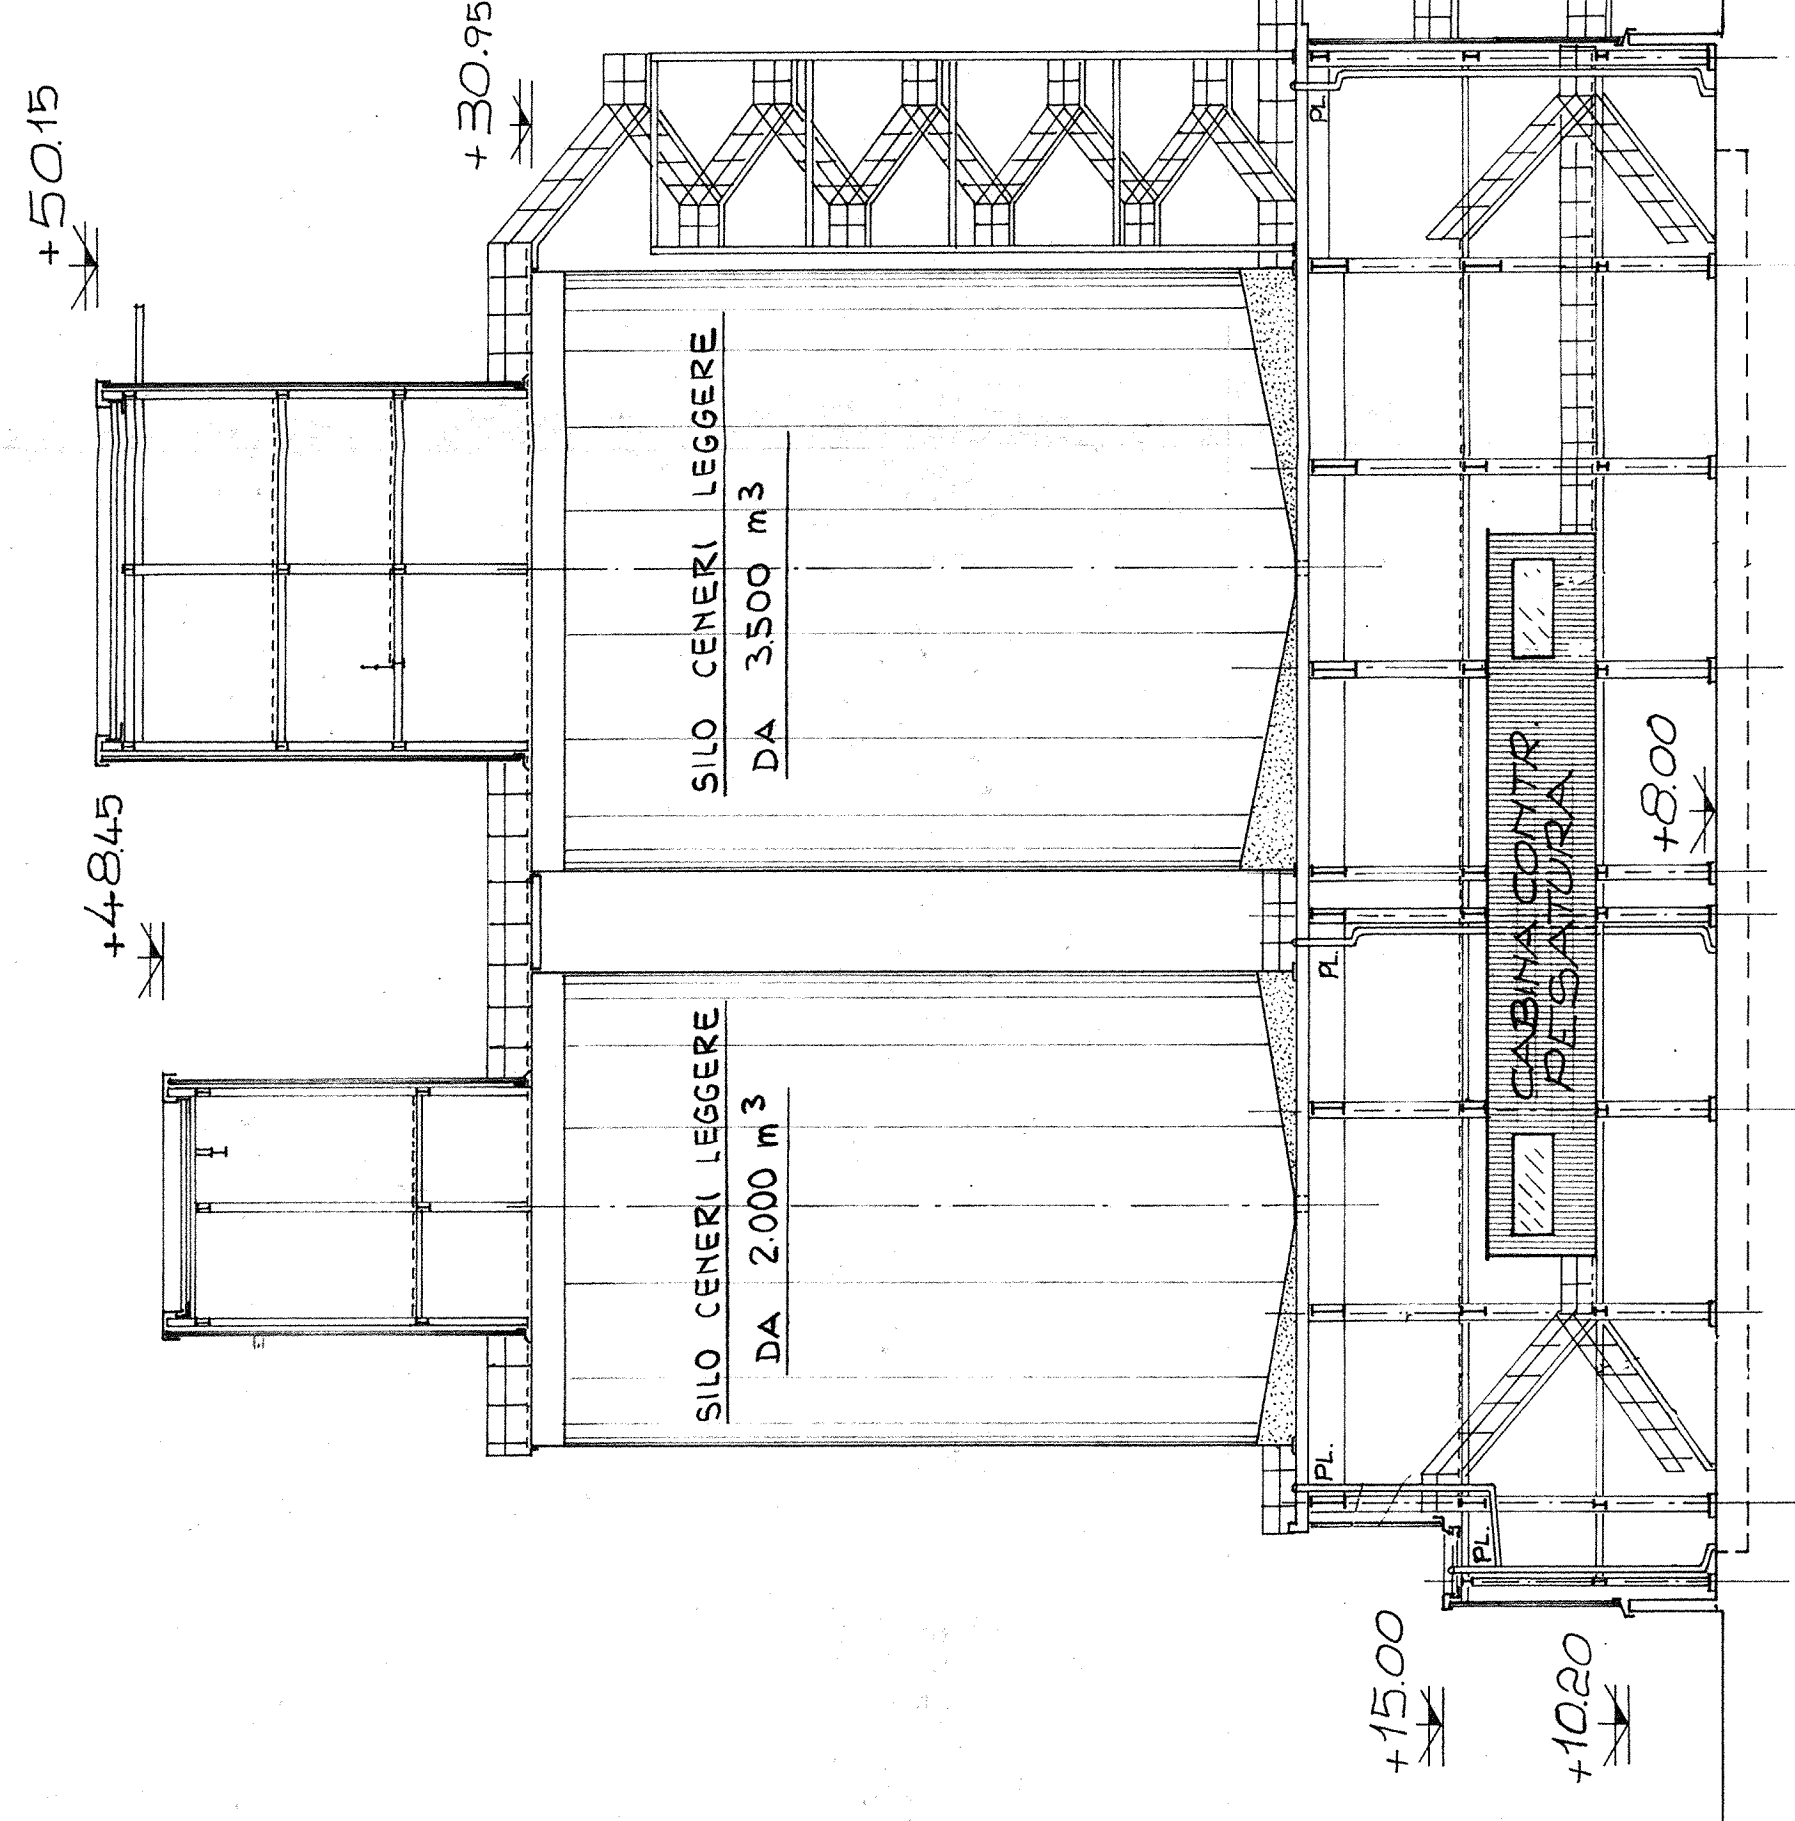 +50.15
+48.45
+30.95
SILO CENERI LEGGERE
DA 2.000 m3
SILO CENERI LEGGERE
DA 3.500 m3
PL.
PL.
PL.
PL.
CABINA CONTR.
PESATURA
+15.00
+10.20
+8.00